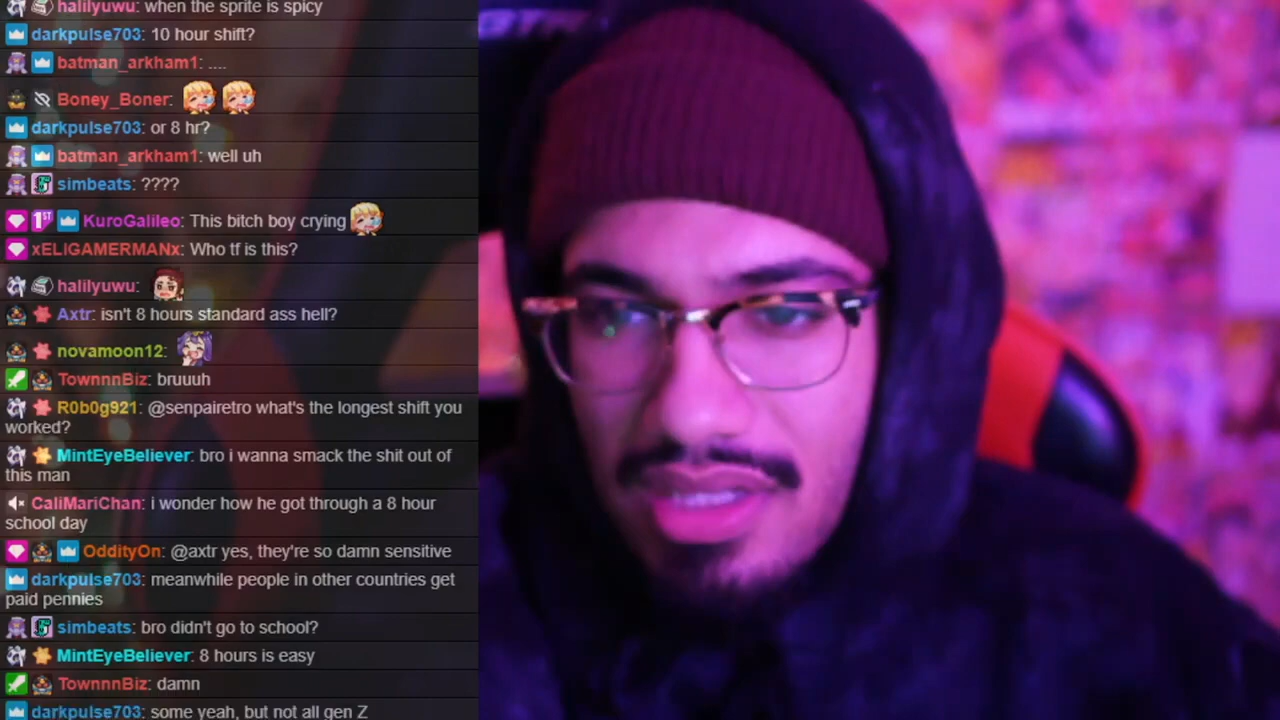 halilyuwu: when the sprite is spicy
darkpulse703: 10 hour shift?
batman_arkham1: ....
Boney_Boner:
darkpulse703: or 8 hr?
batman_arkham1: well uh
simbeats: ????
1ST KuroGalileo: This bitch boy crying
xELIGAMERMANx: Who tf is this?
halilyuwu:
Axtr: isn't 8 hours standard ass hell?
novamoon12:
TownnnBiz: bruuuh
R0b0g921: @senpairetro what's the longest shift you
worked?
MintEyeBeliever: bro i wanna smack the shit out of
this man
CaliMariChan: i wonder how he got through a 8 hour
school day
OddityOn: @axtr yes, they're so damn sensitive
darkpulse703: meanwhile people in other countries get
paid pennies
simbeats: bro didn't go to school?
MintEyeBeliever: 8 hours is easy
TownnnBiz: damn
darkpulse703: some yeah, but not all gen Z